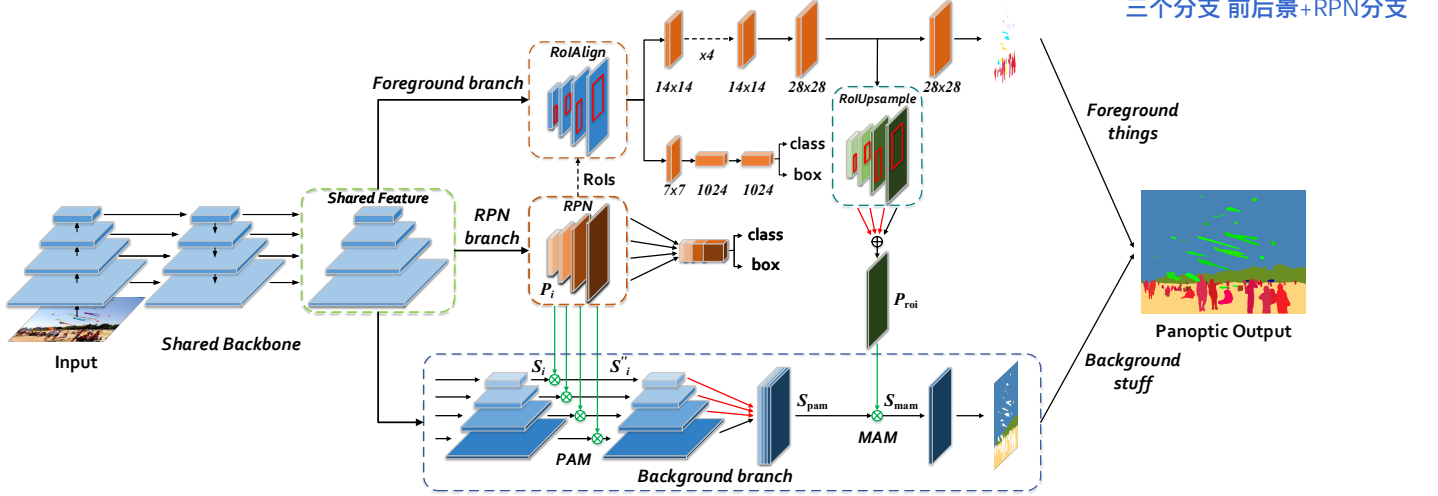 三个分支 前后景+RPN分支
RoIAlign
Foreground branch
x4
14x14
14x14
28x28
28x28
RoIUpsample
Foreground
things
class
box
7x7
1024
1024
RoIs
Shared Feature
RPN
branch
RPN
class
box
P_i
P_roi
Input
Shared Backbone
Panoptic Output
Background
stuff
S_i
S''_i
S_pam
S_mam
PAM
MAM
Background branch